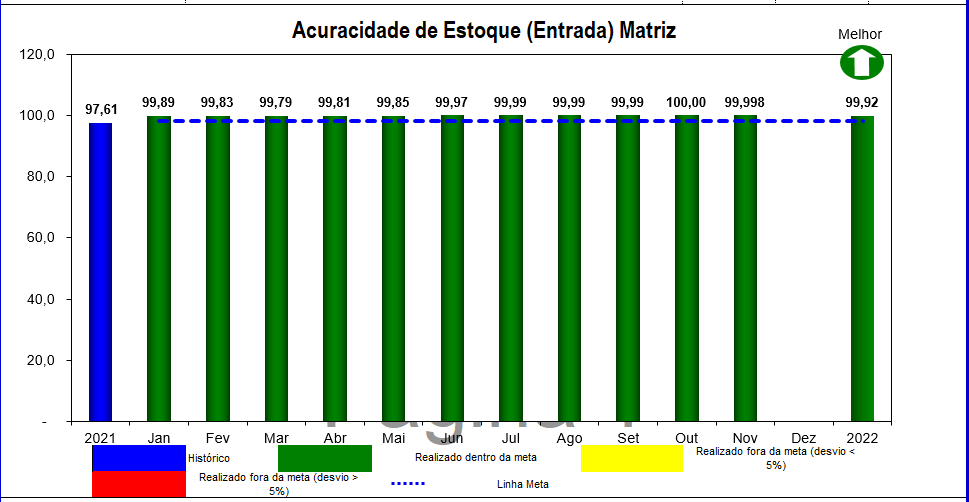 Acuracidade de Estoque (Entrada) Matriz
Melhor
120,0
100,0
80,0
60,0
40,0
20,0
-
97,61 99,89 99,83 99,79 99,81 99,85 99,97 99,99 99,99 99,99 100,00 99,998 99,92
2021 Jan Fev Mar Abr Mai Jun Jul Ago Set Out Nov Dez 2022
Histórico
Realizado dentro da meta
Realizado fora da meta (desvio <
5%)
Realizado fora da meta (desvio >
5%)
Linha Meta